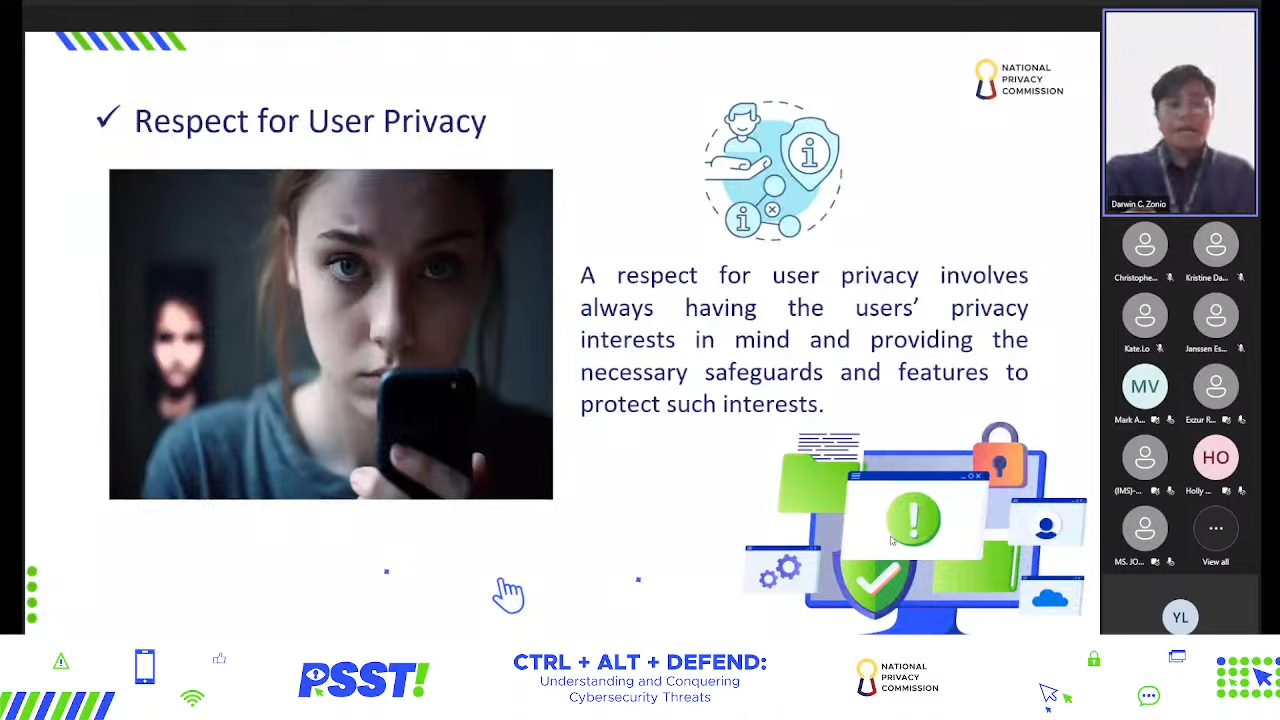 NATIONAL
PRIVACY
COMMISSION
✓ Respect for User Privacy
A respect for user privacy involves
always having the users’ privacy
interests in mind and providing the
necessary safeguards and features to
protect such interests.
Darwin C. Zonio
Christophe...
Kristine Da...
Kate.Lo
Janssen Es...
MV
Mark A...
Exzur R...
(IMS)-...
HO
Holly ...
MS. JO...
View all
YL
PSST!
CTRL + ALT + DEFEND:
Understanding and Conquering
Cybersecurity Threats
NATIONAL
PRIVACY
COMMISSION